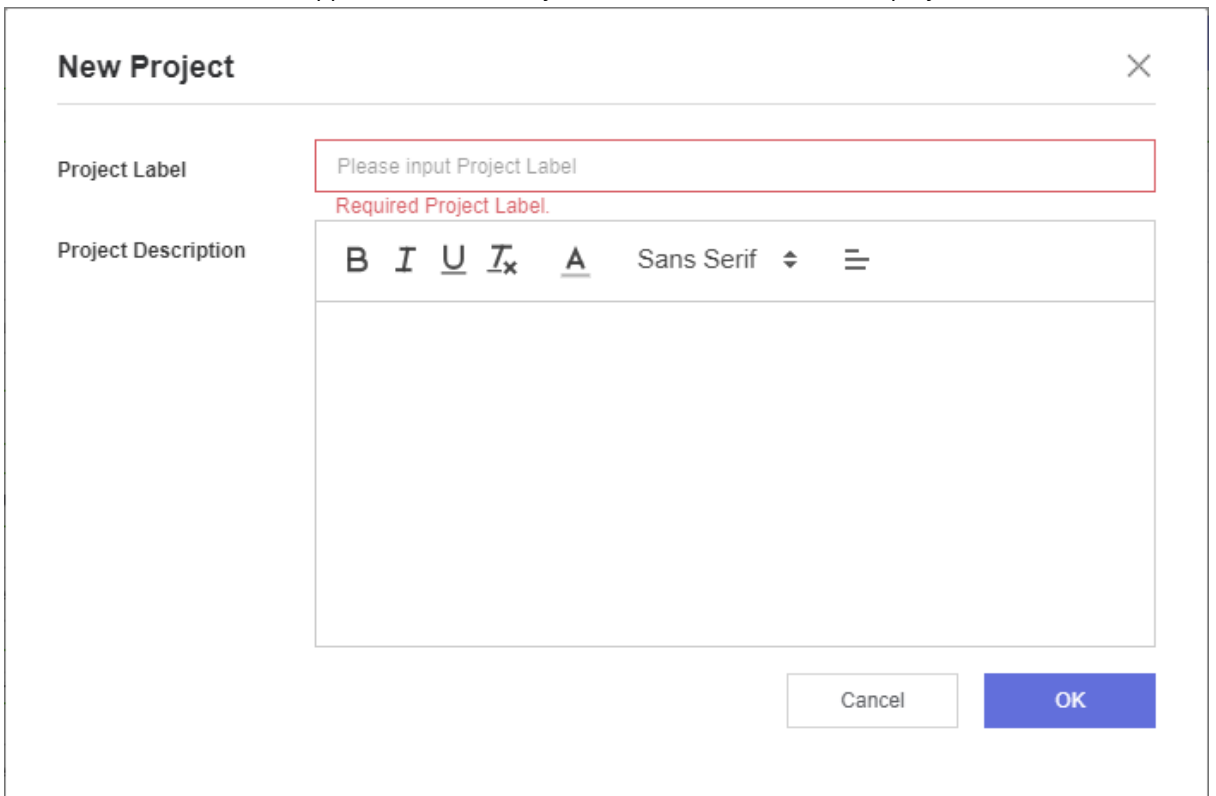 New Project
Project Label
Please input Project Label
Required Project Label.
Project Description
B I U Tx A Sans Serif
Cancel
OK